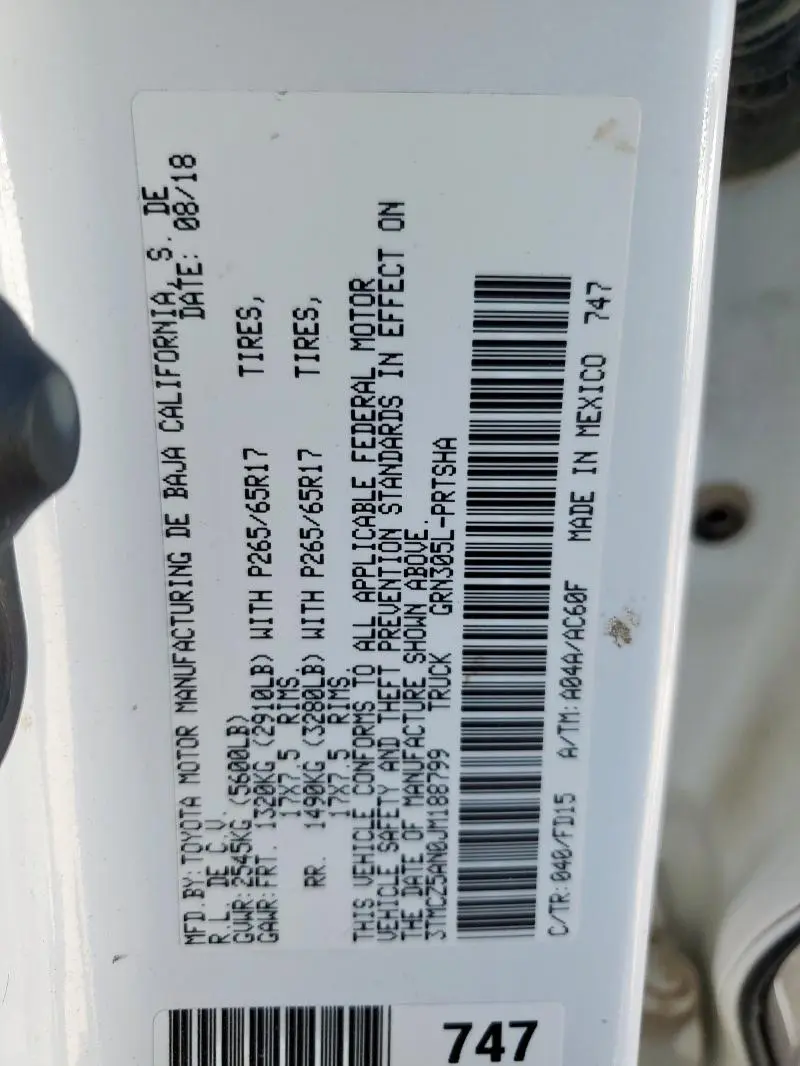 MFD.BY:TOYOTA MOTOR MANUFACTURING DE BAJA CALIFORNIA, S. DE
R.L. DE C.V. DATE: 08/18
GVWR:2545KG (5600LB)
GAWR:FRT. 1320KG (2910LB) WITH P265/65R17 TIRES,
17X7.5 RIMS.
RR. 1490KG (3280LB) WITH P265/65R17 TIRES,
17X7.5 RIMS.
THIS VEHICLE CONFORMS TO ALL APPLICABLE FEDERAL MOTOR
VEHICLE SAFETY AND THEFT PREVENTION STANDARDS IN EFFECT ON
THE DATE OF MANUFACTURE SHOWN ABOVE.
3TMCZ5AN0JM188799 TRUCK GRN305L-PRTSHA
C/TR:040/FD15 A/TM:A04A/AC60F MADE IN MEXICO 747
747